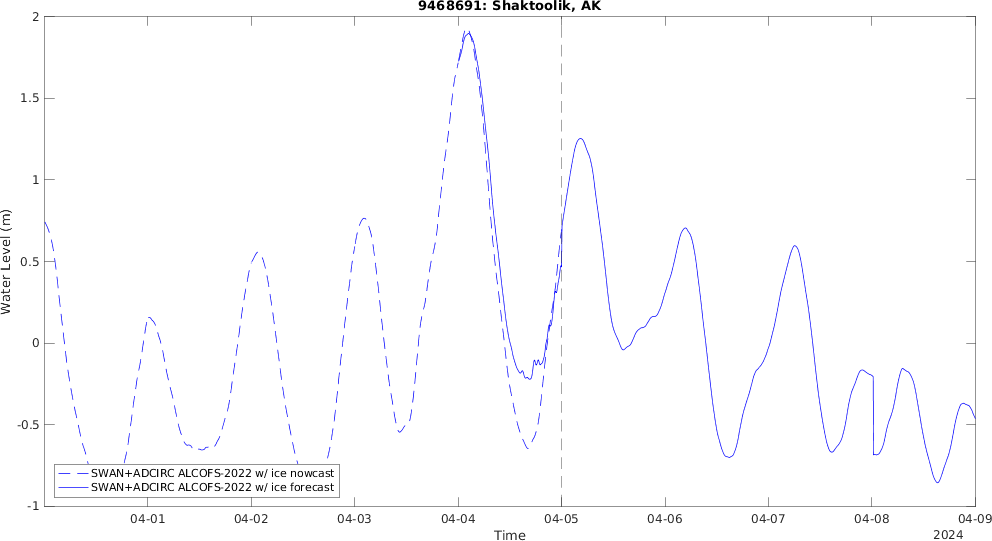 9468691: Shaktoolik, AK
2
1.5
1
0.5
0
-0.5
-1
Water Level (m)
SWAN+ADCIRC ALCOFS-2022 w/ ice nowcast
SWAN+ADCIRC ALCOFS-2022 w/ ice forecast
04-01 04-02 04-03 04-04 04-05 04-06 04-07 04-08 04-09
Time
2024